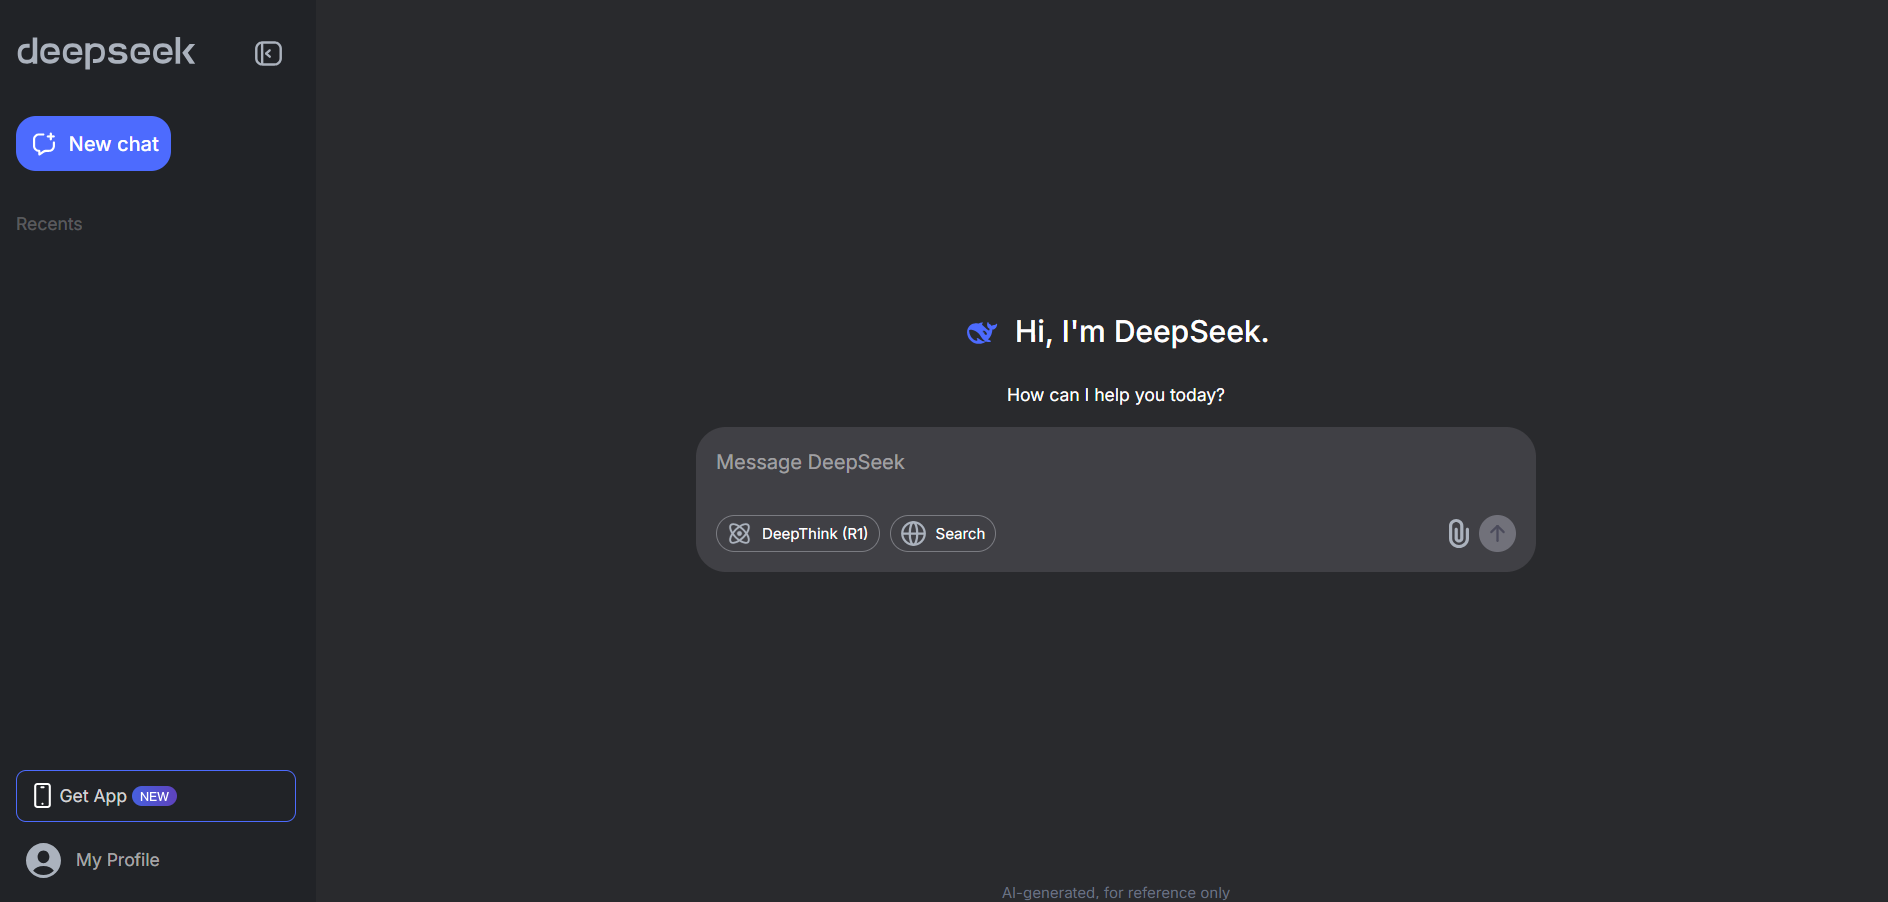 deepseek
New chat
Recents
Get App NEW
My Profile
Hi, I'm DeepSeek.
How can I help you today?
Message DeepSeek
DeepThink (R1) Search
AI-generated, for reference only